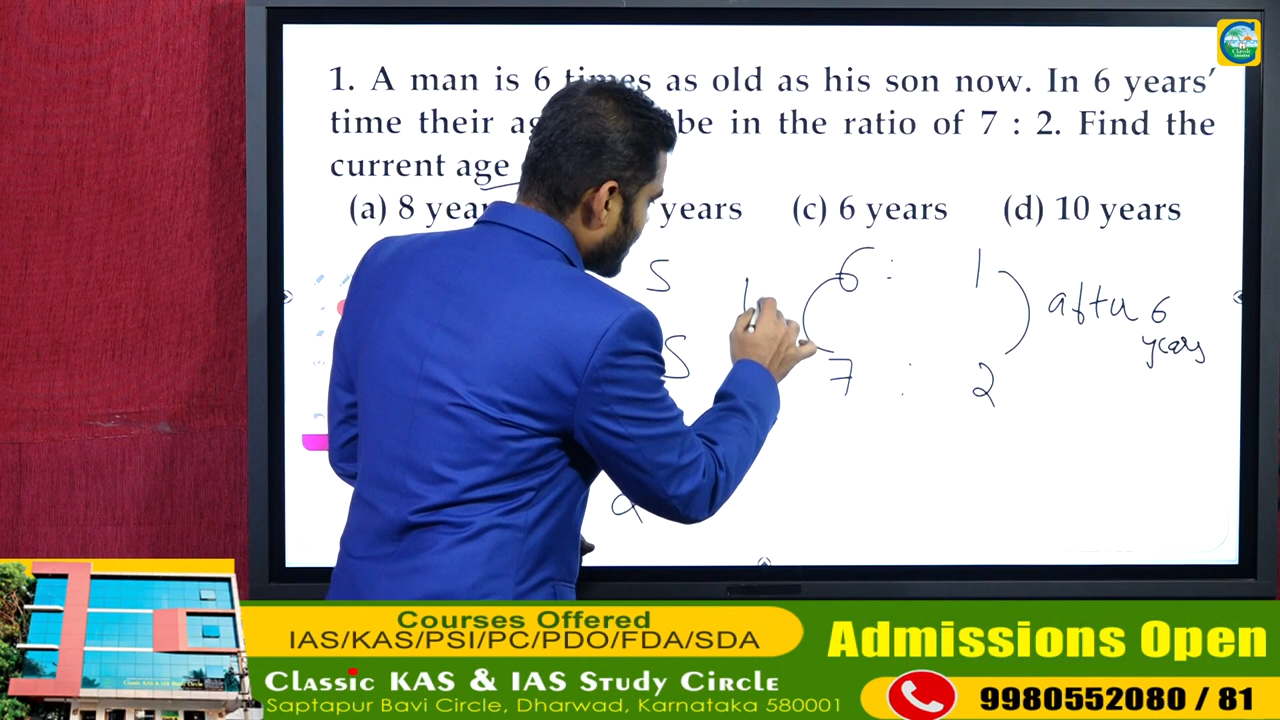 1. A man is 6 times as old as his son now. In 6 years'
time their be in the ratio of 7 : 2. Find the
current age
(a) 8 years (c) 6 years (d) 10 years
S 6 : 1
after 6
years
S 1 7 : 2
Classic
Courses Offered
IAS/KAS/PSI/PC/PDO/FDA/SDA
Classic KAS & IAS Study Circle
Saptapur Bavi Circle, Dharwad, Karnataka 580001
Admissions Open
9980552080 / 81